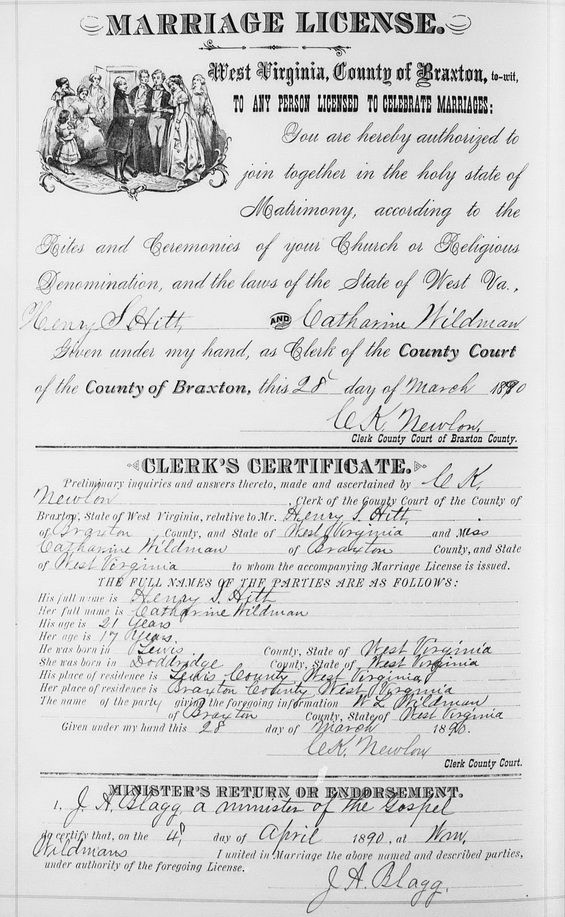 MARRIAGE LICENSE.
West Virginia, County of Braxton, to-wit,
TO ANY PERSON LICENSED TO CELEBRATE MARRIAGES:
You are hereby authorized to
join together in the holy state of
Matrimony, according to the
Rites and Ceremonies of your Church or Religious
Denomination, and the laws of the State of West Va.,
Henry S Hitt AND Catharine Wildman
Given under my hand, as Clerk of the County Court
of the County of Braxton, this 28 day of March 1890
C K. Newlon,
Clerk County Court of Braxton County.
CLERK'S CERTIFICATE.
Preliminary inquiries and answers thereto, made and ascertained by C K.
Newlon, Clerk of the County Court of the County of
Braxton, State of West Virginia, relative to Mr. Henry S. Hitt
of Braxton County, and State of West Virginia and Miss
Catharine Wildman of Braxton County, and State
of West Virginia to whom the accompanying Marriage License is issued.
THE FULL NAMES OF THE PARTIES ARE AS FOLLOWS:
His full name is Henry S. Hitt
Her full name is Catharine Wildman
His age is 21 Years
Her age is 17 Years.
He was born in Lewis County, State of West Virginia
She was born in Doddridge County, State of West Virginia
His place of residence is Lewis County West Virginia
Her place of residence is Braxton County West Virginia
The name of the party giving the foregoing information W L Wildman
of Braxton County, State of West Virginia
Given under my hand this 28 day of March 1890.
C.K. Newlon
Clerk County Court.
MINISTER'S RETURN OR ENDORSEMENT.
I. J. A. Blagg a minister of the Gospel
do certify that, on the 4 day of April 1890, at Wm.
Wildmans I united in Marriage the above named and described parties,
under authority of the foregoing License.
J. A. Blagg.